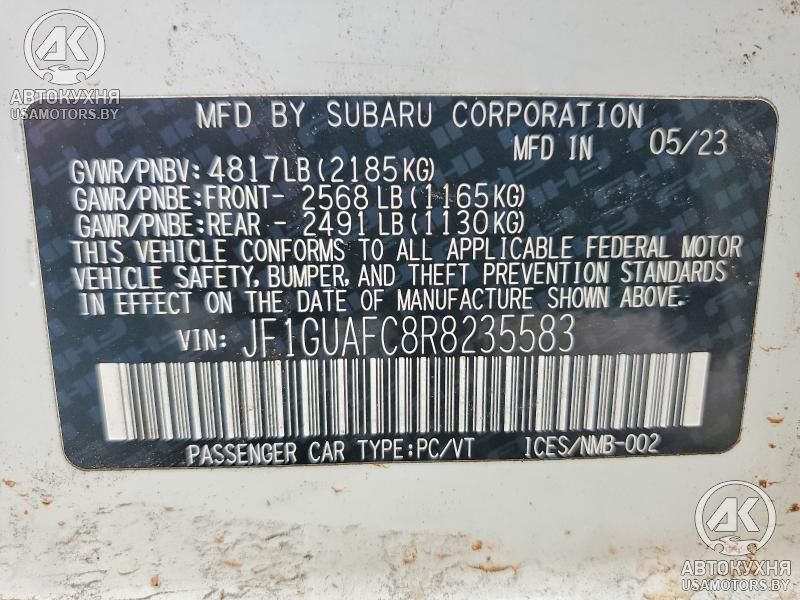 AK
АВТОКУХНЯ
USAMOTORS.BY
MFD BY SUBARU CORPORATION
MFD IN 05/23
GVWR/PNBV: 4817LB (2185KG)
GAWR/PNBE:FRONT- 2568 LB (1165KG)
GAWR/PNBE:REAR - 2491 LB (1130KG)
THIS VEHICLE CONFORMS TO ALL APPLICABLE FEDERAL MOTOR
VEHICLE SAFETY, BUMPER, AND THEFT PREVENTION STANDARDS
IN EFFECT ON THE DATE OF MANUFACTURE SHOWN ABOVE.
VIN: JF1GUAFC8R8235583
PASSENGER CAR TYPE:PC/VT ICES/NMB-002
AK
АВТОКУХНЯ
USAMOTORS.BY